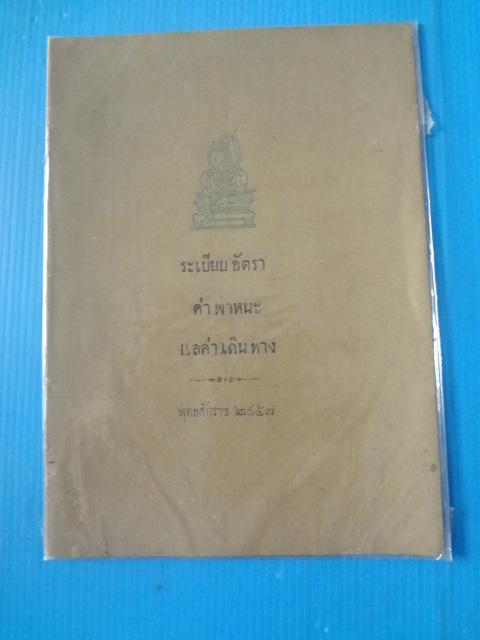 ระเบียบ อัตรา
ค่า พาหนะ
แลค่าเดินทาง
พุทธศักราช ๒๔๕๗